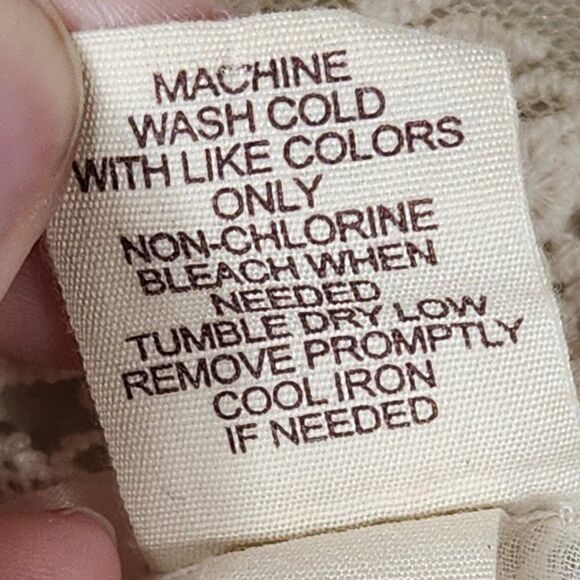 MACHINE
WASH COLD
WITH LIKE COLORS
ONLY
NON-CHLORINE
BLEACH WHEN
NEEDED
TUMBLE DRY LOW
REMOVE PROMPTLY
COOL IRON
IF NEEDED